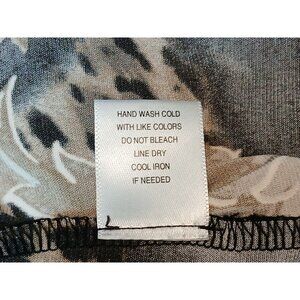 HAND WASH COLD
WITH LIKE COLORS
DO NOT BLEACH
LINE DRY
COOL IRON
IF NEEDED